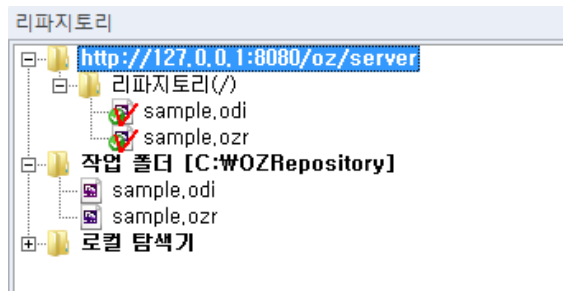 리파지토리
http://127.0.0.1:8080/oz/server
리파지토리(/)
sample.odi
sample.ozr
작업 폴더 [C:₩OZRepository]
sample.odi
sample.ozr
로컬 탐색기